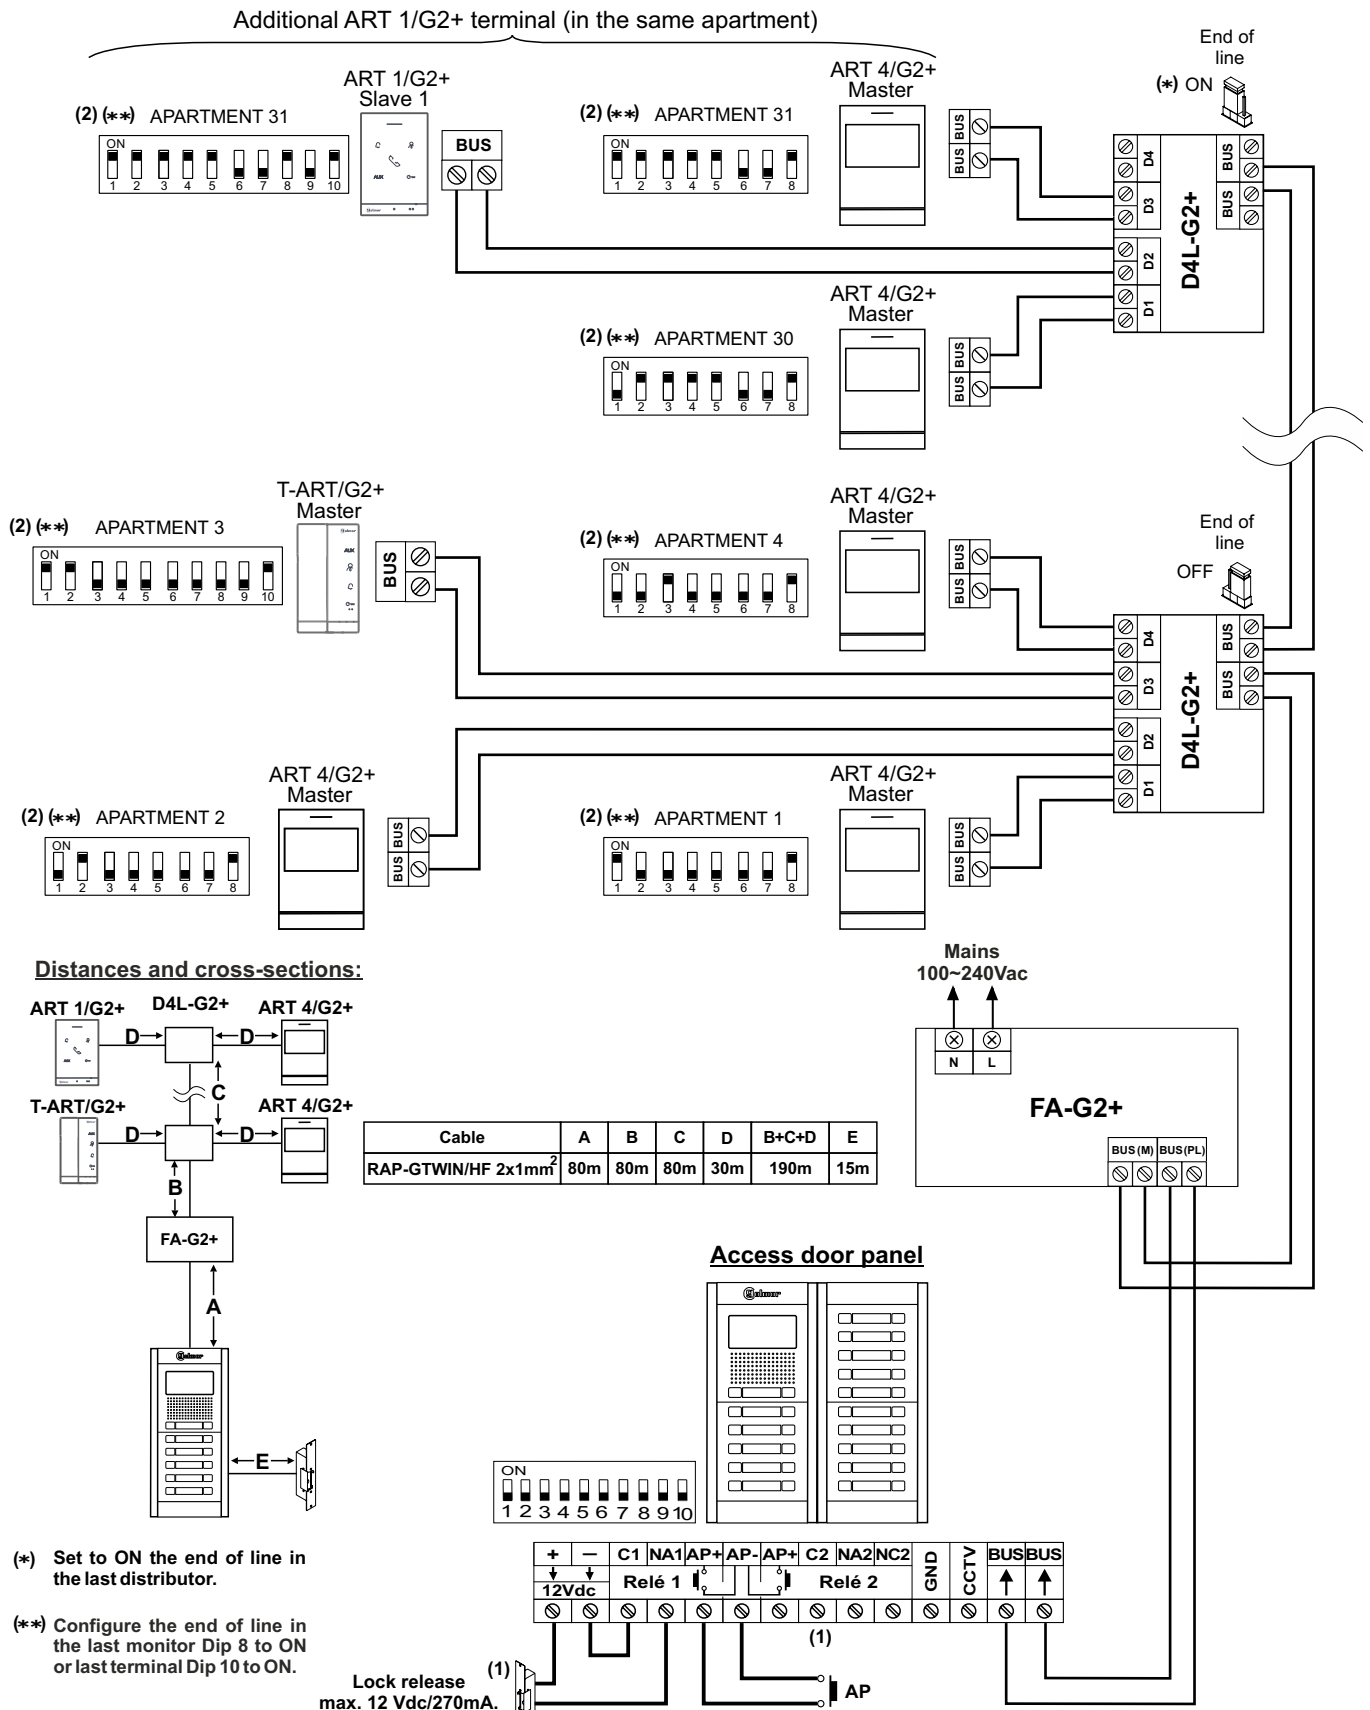 Additional ART 1/G2+ terminal (in the same apartment)
End of
line
(*) ON
ART 1/G2+
Slave 1
ART 4/G2+
Master
(2) (**) APARTMENT 31
ON
1 2 3 4 5 6 7 8 9 10
AUX
BUS
(2) (**) APARTMENT 31
ON
1 2 3 4 5 6 7 8
BUS
BUS
D4
D3
D2
D1
BUS
BUS
D4L-G2+
ART 4/G2+
Master
(2) (**) APARTMENT 30
ON
1 2 3 4 5 6 7 8
BUS
BUS
T-ART/G2+
Master
(2) (**) APARTMENT 3
ON
1 2 3 4 5 6 7 8 9 10
AUX
BUS
ART 4/G2+
Master
(2) (**) APARTMENT 4
ON
1 2 3 4 5 6 7 8
BUS
BUS
End of
line
OFF
D4
D3
D2
D1
BUS
BUS
D4L-G2+
ART 4/G2+
Master
(2) (**) APARTMENT 2
ON
1 2 3 4 5 6 7 8
BUS
BUS
ART 4/G2+
Master
(2) (**) APARTMENT 1
ON
1 2 3 4 5 6 7 8
BUS
BUS
Distances and cross-sections:
ART 1/G2+ D4L-G2+ ART 4/G2+
D D
C
T-ART/G2+ ART 4/G2+
D D
B
FA-G2+
A
Golmar
E
Cable A B C D B+C+D E
RAP-GTWIN/HF 2x1mm² 80m 80m 80m 30m 190m 15m
Mains
100~240Vac
N L
FA-G2+
BUS(M) BUS(PL)
Access door panel
Golmar
ON
1 2 3 4 5 6 7 8 9 10
+ – C1 NA1 AP+ AP- AP+ C2 NA2 NC2 GND CCTV BUS BUS
12Vdc Relé 1 Relé 2
(1)
(1)
Lock release
max. 12 Vdc/270mA.
AP
(*) Set to ON the end of line in
the last distributor.
(**) Configure the end of line in
the last monitor Dip 8 to ON
or last terminal Dip 10 to ON.